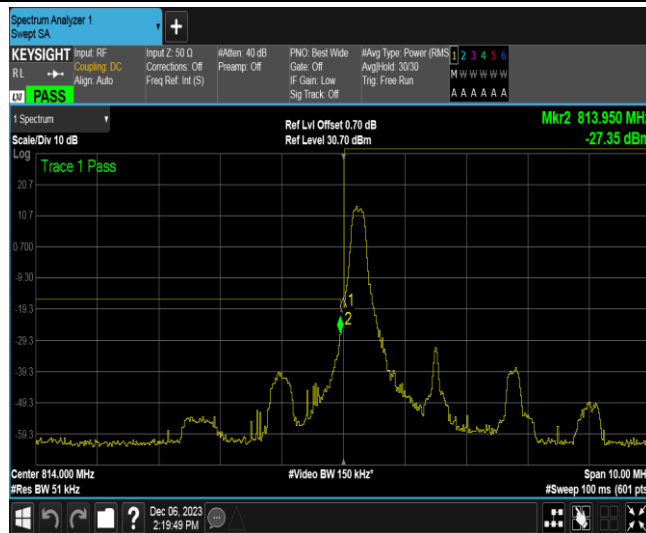 Spectrum Analyzer 1
Swept SA
+
KEYSIGHT
RL
LXI
PASS
Input: RF
Coupling: DC
Align: Auto
Input Z: 50 Ω
Corrections: Off
Freq Ref: Int (S)
#Atten: 40 dB
Preamp: Off
PNO: Best Wide
Gate: Off
IF Gain: Low
Sig Track: Off
#Avg Type: Power (RMS
Avg|Hold: 30/30
Trig: Free Run
1 2 3 4 5 6
M W W W W W
A A A A A A
1 Spectrum
Scale/Div 10 dB
Ref Lvl Offset 0.70 dB
Ref Level 30.70 dBm
Mkr2 813.950 MHz
-27.35 dBm
Log
Trace 1 Pass
20.7
10.7
0.700
-9.30
-19.3
-29.3
-39.3
-49.3
-59.3
1
2
Center 814.000 MHz
#Res BW 51 kHz
#Video BW 150 kHz*
Span 10.00 MH
#Sweep 100 ms (601 pts
?
Dec 06, 2023
2:19:49 PM